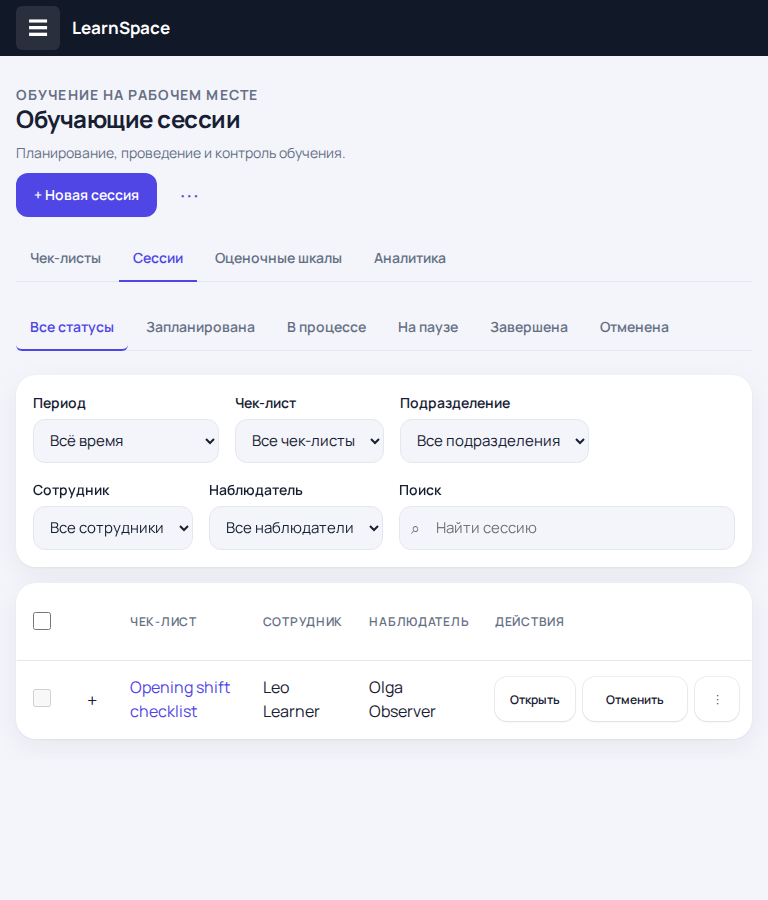 ☰ LearnSpace
ОБУЧЕНИЕ НА РАБОЧЕМ МЕСТЕ
Обучающие сессии
Планирование, проведение и контроль обучения.
+ Новая сессия ···
Чек-листы Сессии Оценочные шкалы Аналитика
Все статусы Запланирована В процессе На паузе Завершена Отменена
Период Чек-лист Подразделение
Всё время Все чек-листы Все подразделения
Сотрудник Наблюдатель Поиск
Все сотрудники Все наблюдатели Найти сессию
ЧЕК-ЛИСТ СОТРУДНИК НАБЛЮДАТЕЛЬ ДЕЙСТВИЯ
+ Opening shift checklist Leo Learner Olga Observer Открыть Отменить ⋮